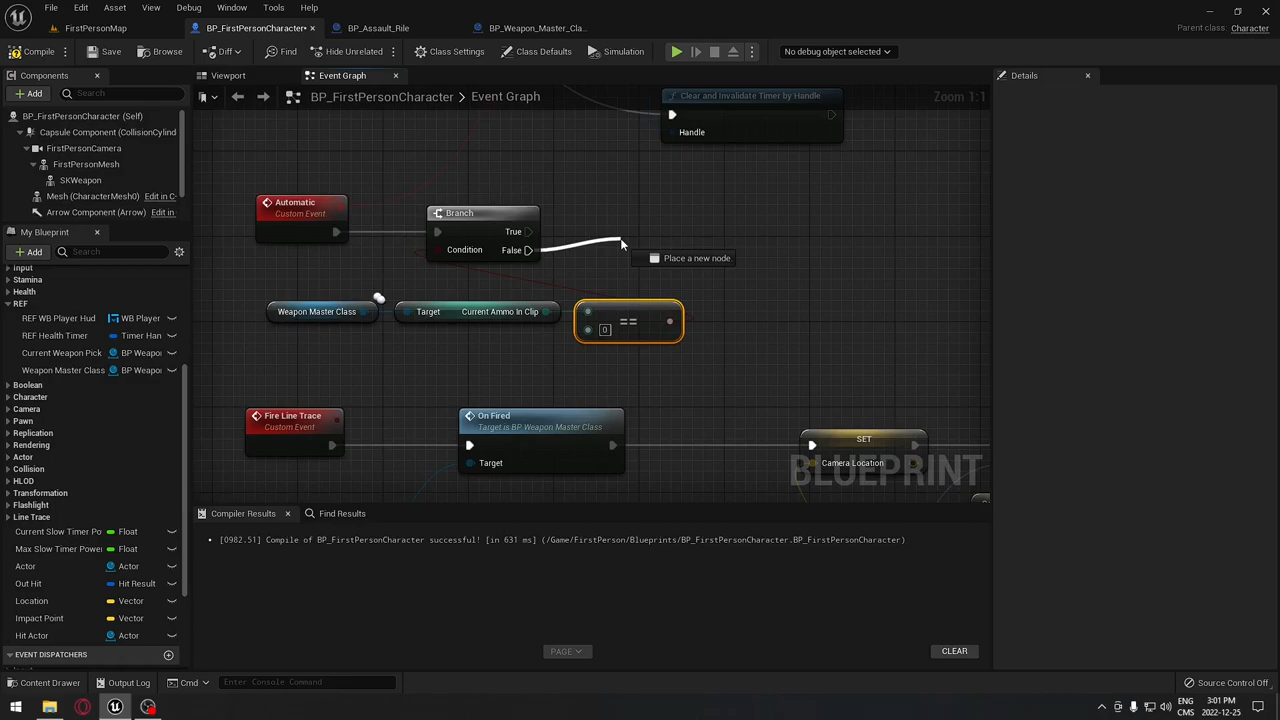 File Edit Asset View Debug Window Tools Help
FirstPersonMap
BP_FirstPersonCharacter*
BP_Assault_Rile
BP_Weapon_Master_Cla...
Parent class: Character
Compile
Save
Browse
Diff
Find
Hide Unrelated
Class Settings
Class Defaults
Simulation
No debug object selected
Components
Viewport
Event Graph
Details
Add
Search
BP_FirstPersonCharacter > Event Graph
Zoom 1:1
BP_FirstPersonCharacter (Self)
Capsule Component (CollisionCylind
FirstPersonCamera
FirstPersonMesh
SKWeapon
Mesh (CharacterMesh0) Edit in C
Arrow Component (Arrow) Edit in
My Blueprint
Add
Search
Input
Stamina
Health
REF
REF WB Player Hud WB Player
REF Health Timer Timer Han
Current Weapon Pick BP Weapo
Weapon Master Class BP Weapo
Boolean
Character
Camera
Pawn
Replication
Rendering
Actor
Collision
HLOD
Transformation
Flashlight
Line Trace
Current Slow Timer Po Float
Max Slow Timer Power Float
Actor Actor
Out Hit Hit Result
Location Vector
Impact Point Vector
Hit Actor Actor
EVENT DISPATCHERS
Clear and Invalidate Timer by Handle
Handle
Automatic
Custom Event
Branch
True
Condition False
Place a new node.
Weapon Master Class
Target Current Ammo In Clip
0
==
Fire Line Trace
Custom Event
On Fired
Target is BP Weapon Master Class
Target
SET
Camera Location
BLUEPRINT
Compiler Results
Find Results
[0982.51] Compile of BP_FirstPersonCharacter successful! [in 631 ms] (/Game/FirstPerson/Blueprints/BP_FirstPersonCharacter.BP_FirstPersonCharacter)
PAGE
CLEAR
Content Drawer
Output Log
Cmd
Enter Console Command
Source Control Off
ENG
CMS
3:01 PM
2022-12-25